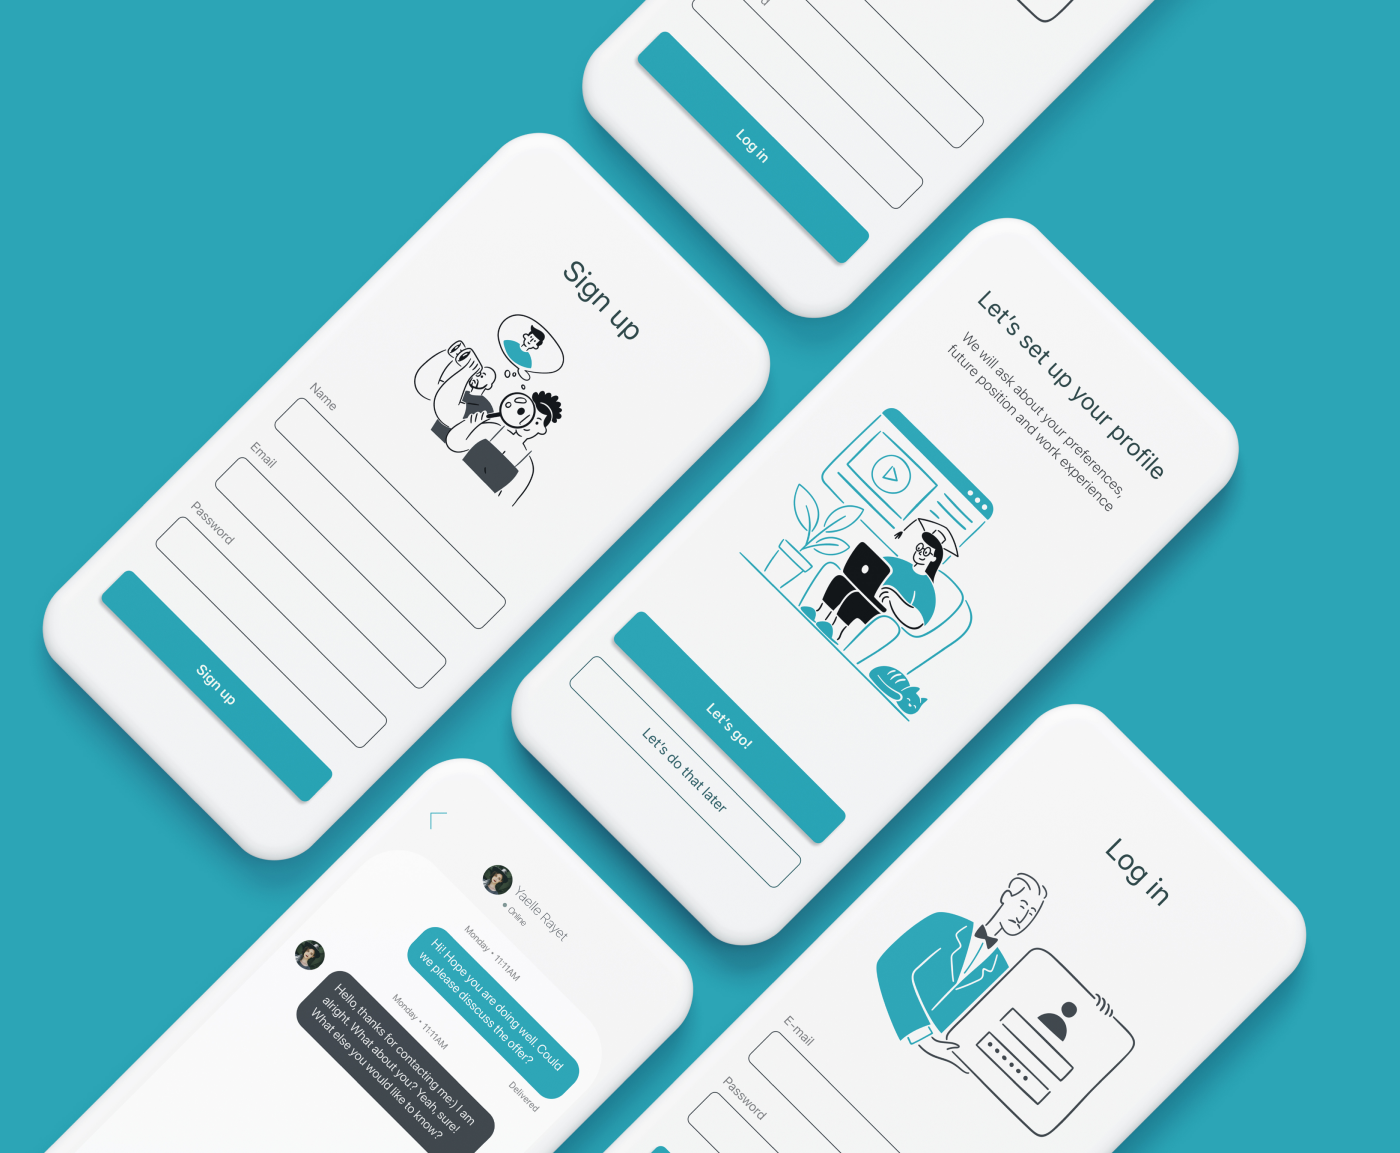 Log in
Sign up
Name
Email
Password
Sign up
Let's set up your profile
We will ask about your preferences,
future position and work experience
Let's go!
Let's do that later
Yaelle Rayet
Online
Monday • 11:11AM
Hi! Hope you are doing well. Could
we please disscuss the offer?
Delivered
Monday • 11:11AM
Hello, thanks for contacting me:) I am
alright. What about you? Yeah, sure!
What else you would like to know?
Log in
E-mail
Password